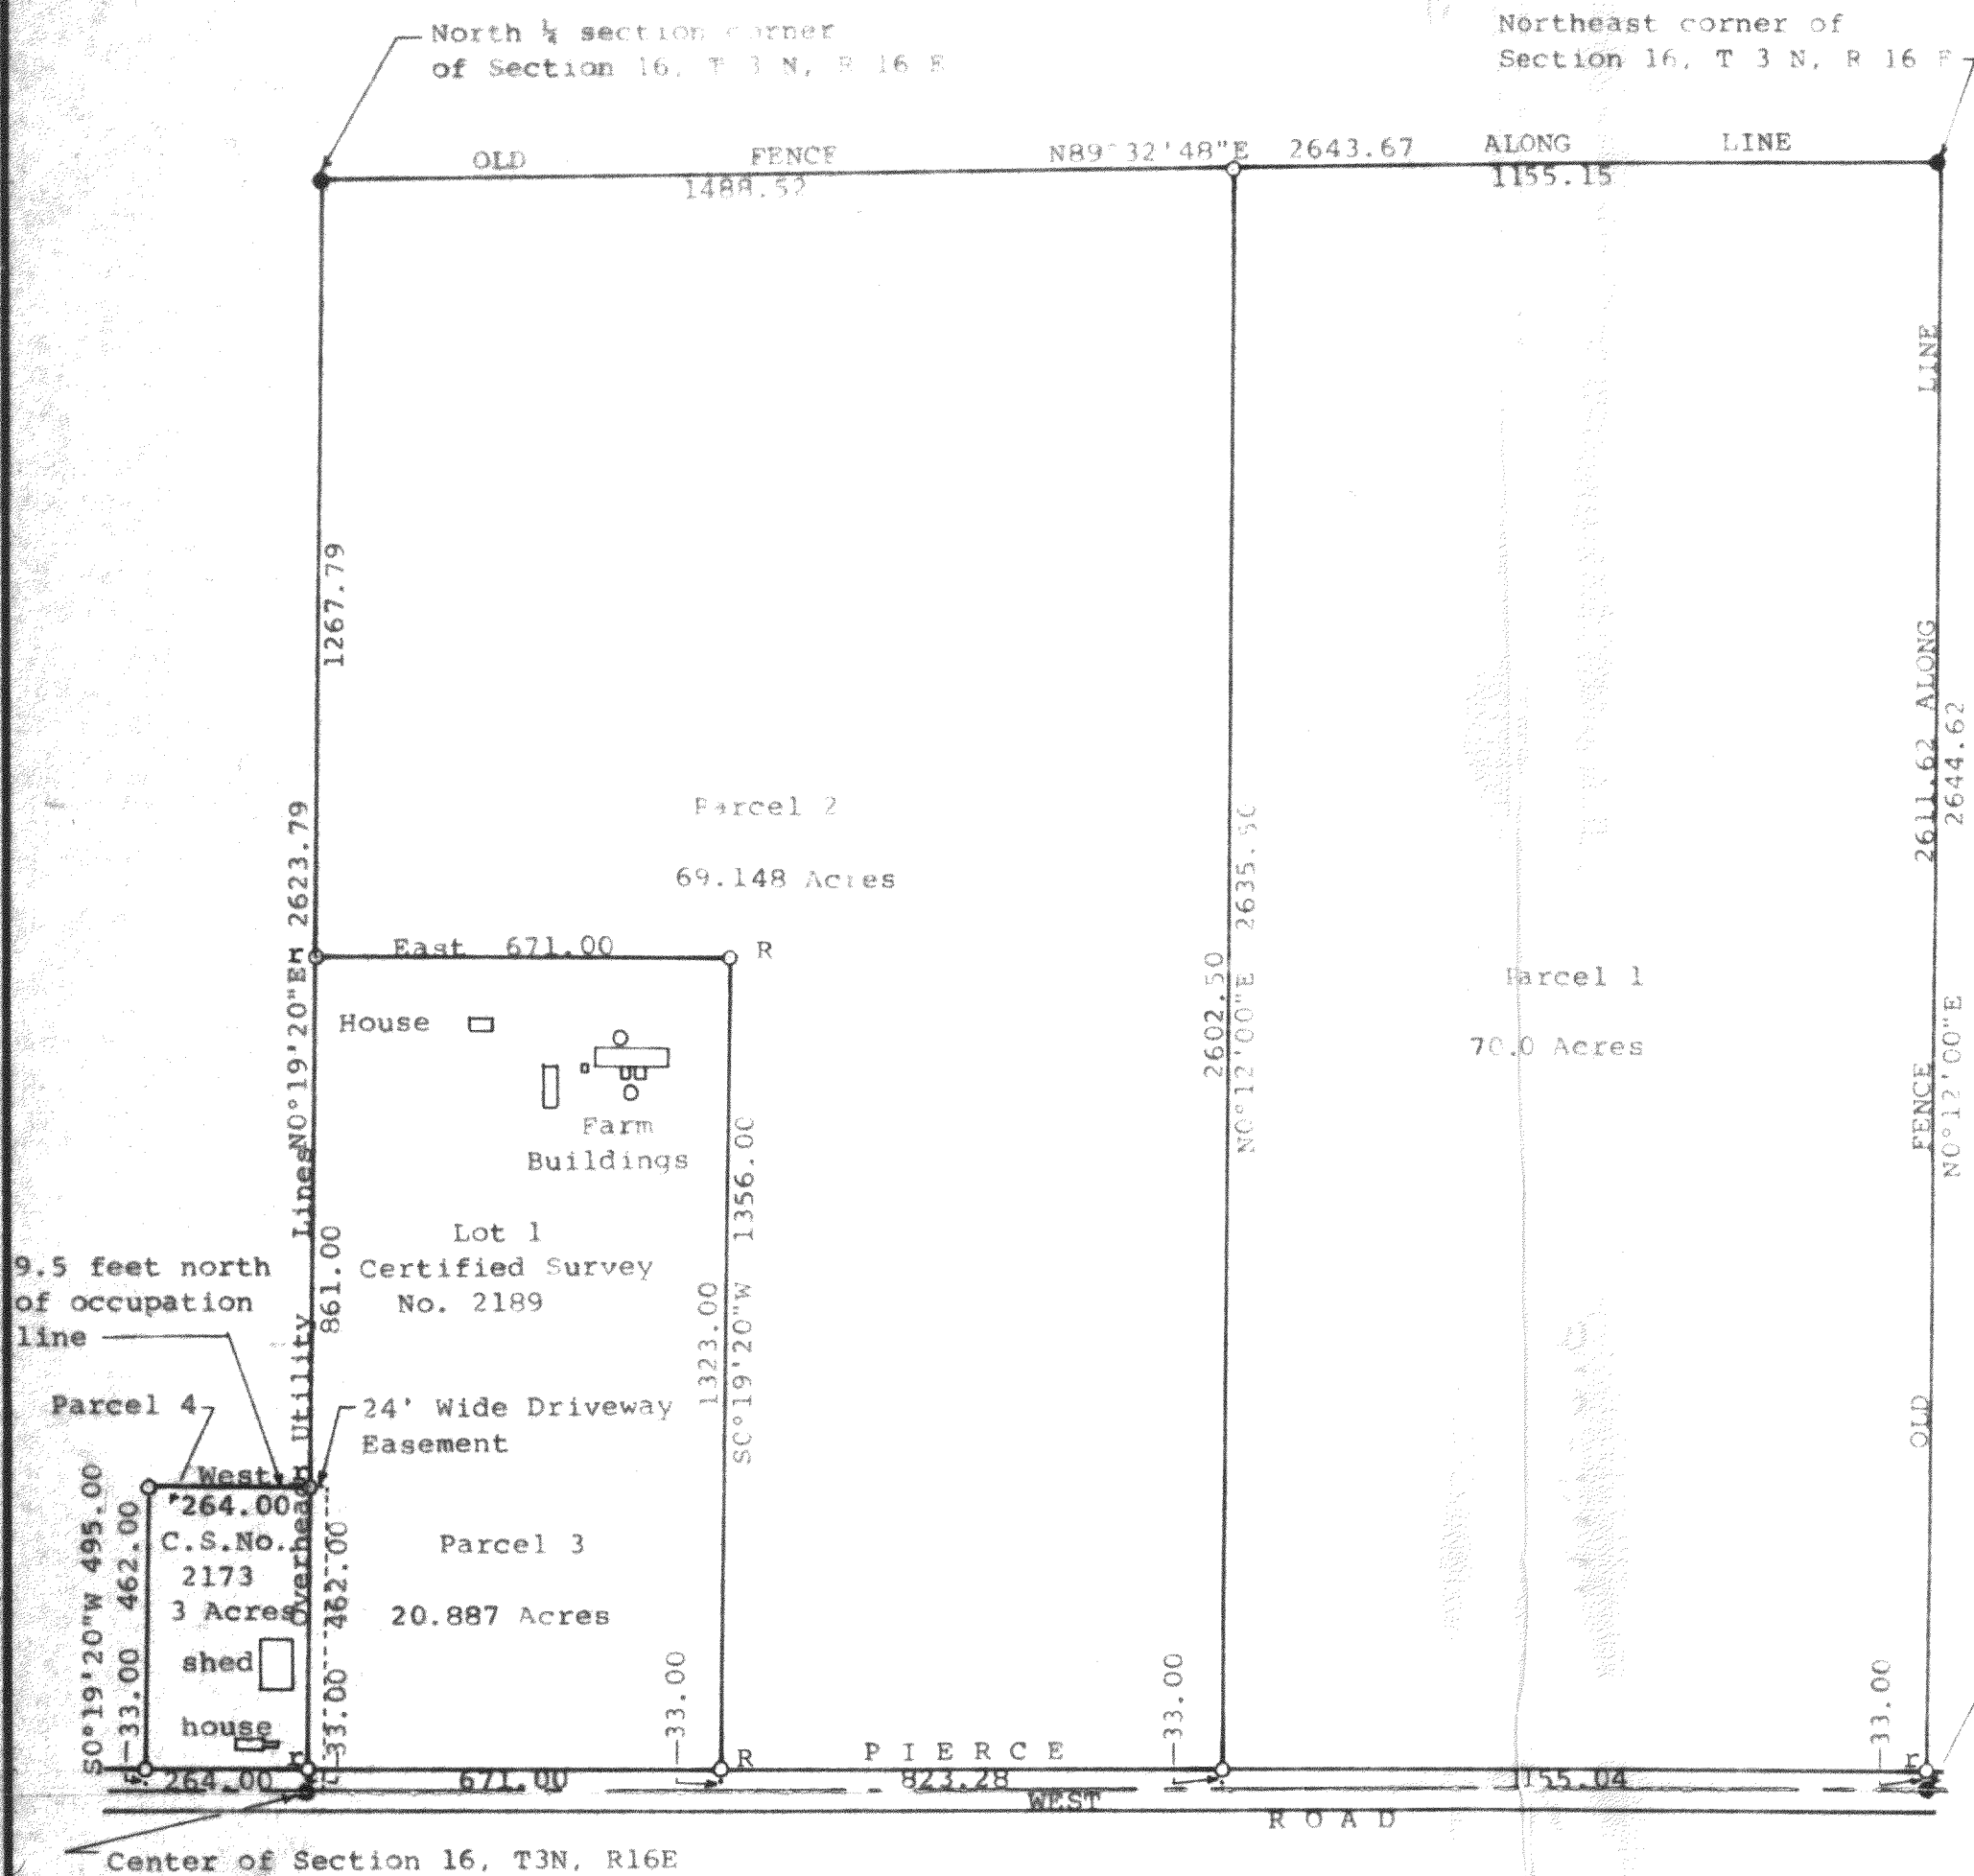 North ¼ section corner
of Section 16, T 3 N, R 16 E
Northeast corner of
Section 16, T 3 N, R 16 E
OLD FENCE N89°32'48"E 2643.67 ALONG LINE
1488.52
1155.15
1267.79
LINE
2611.62 ALONG
2644.62
FENCE
N0°12'00"E
OLD
Parcel 2
69.148 Acres
N0°19'20"E 2623.79
2602.50
N0°12'00"E 2635.50
Parcel 1
70.0 Acres
r
East 671.00
R
House
Farm
Buildings
1356.00
1323.00
S0°19'20"W
Lot 1
Certified Survey
No. 2189
861.00
Overhead Utility Lines
9.5 feet north
of occupation
line
Parcel 4
24' Wide Driveway
Easement
West
264.00
C.S.No.
2173
3 Acres
shed
house
S0°19'20"W 495.00
33.00 462.00
33.00 462.00
Parcel 3
20.887 Acres
33.00
33.00
33.00
r
R
r
PIERCE
264.00
671.00
823.28
1155.04
WEST
ROAD
Center of Section 16, T3N, R16E